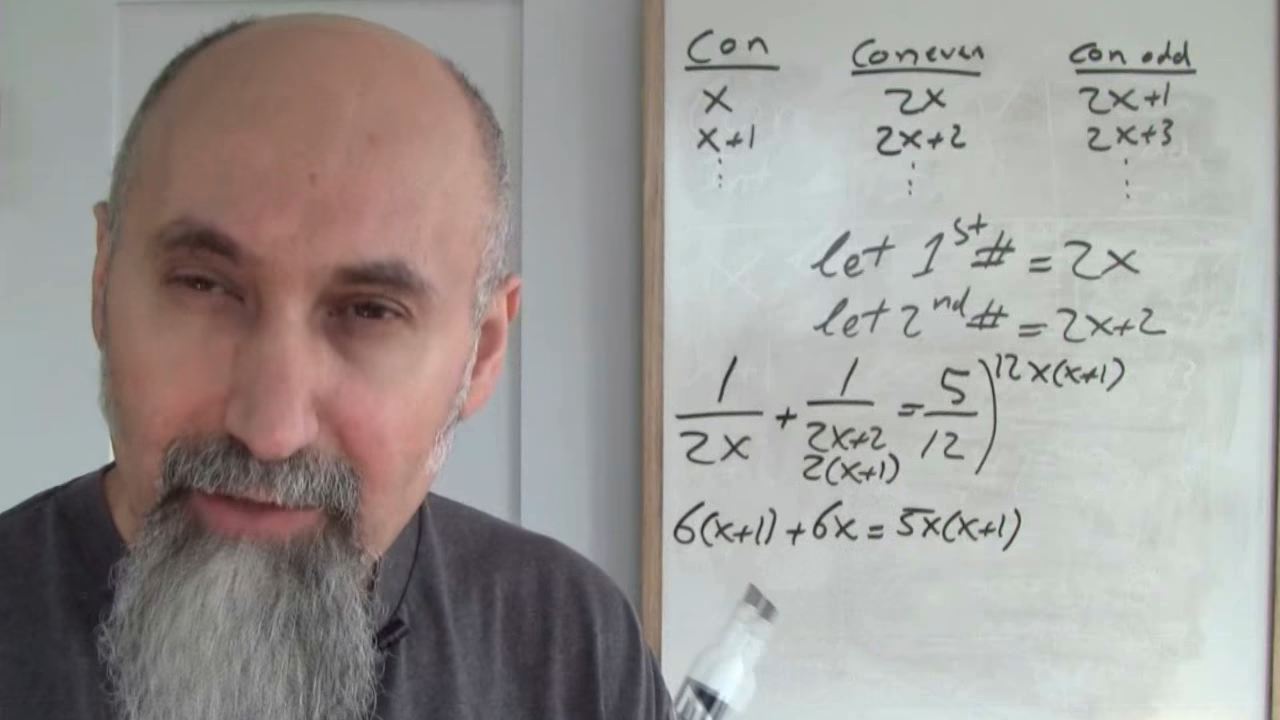 Con Con even Con odd
x 2x 2x+1
x+1 2x+2 2x+3
⋮ ⋮ ⋮
let 1st # = 2x
let 2nd # = 2x+2
1/2x + 1/2x+2 = 5/12 ) 12x(x+1)
2(x+1)
6(x+1)+6x=5x(x+1)